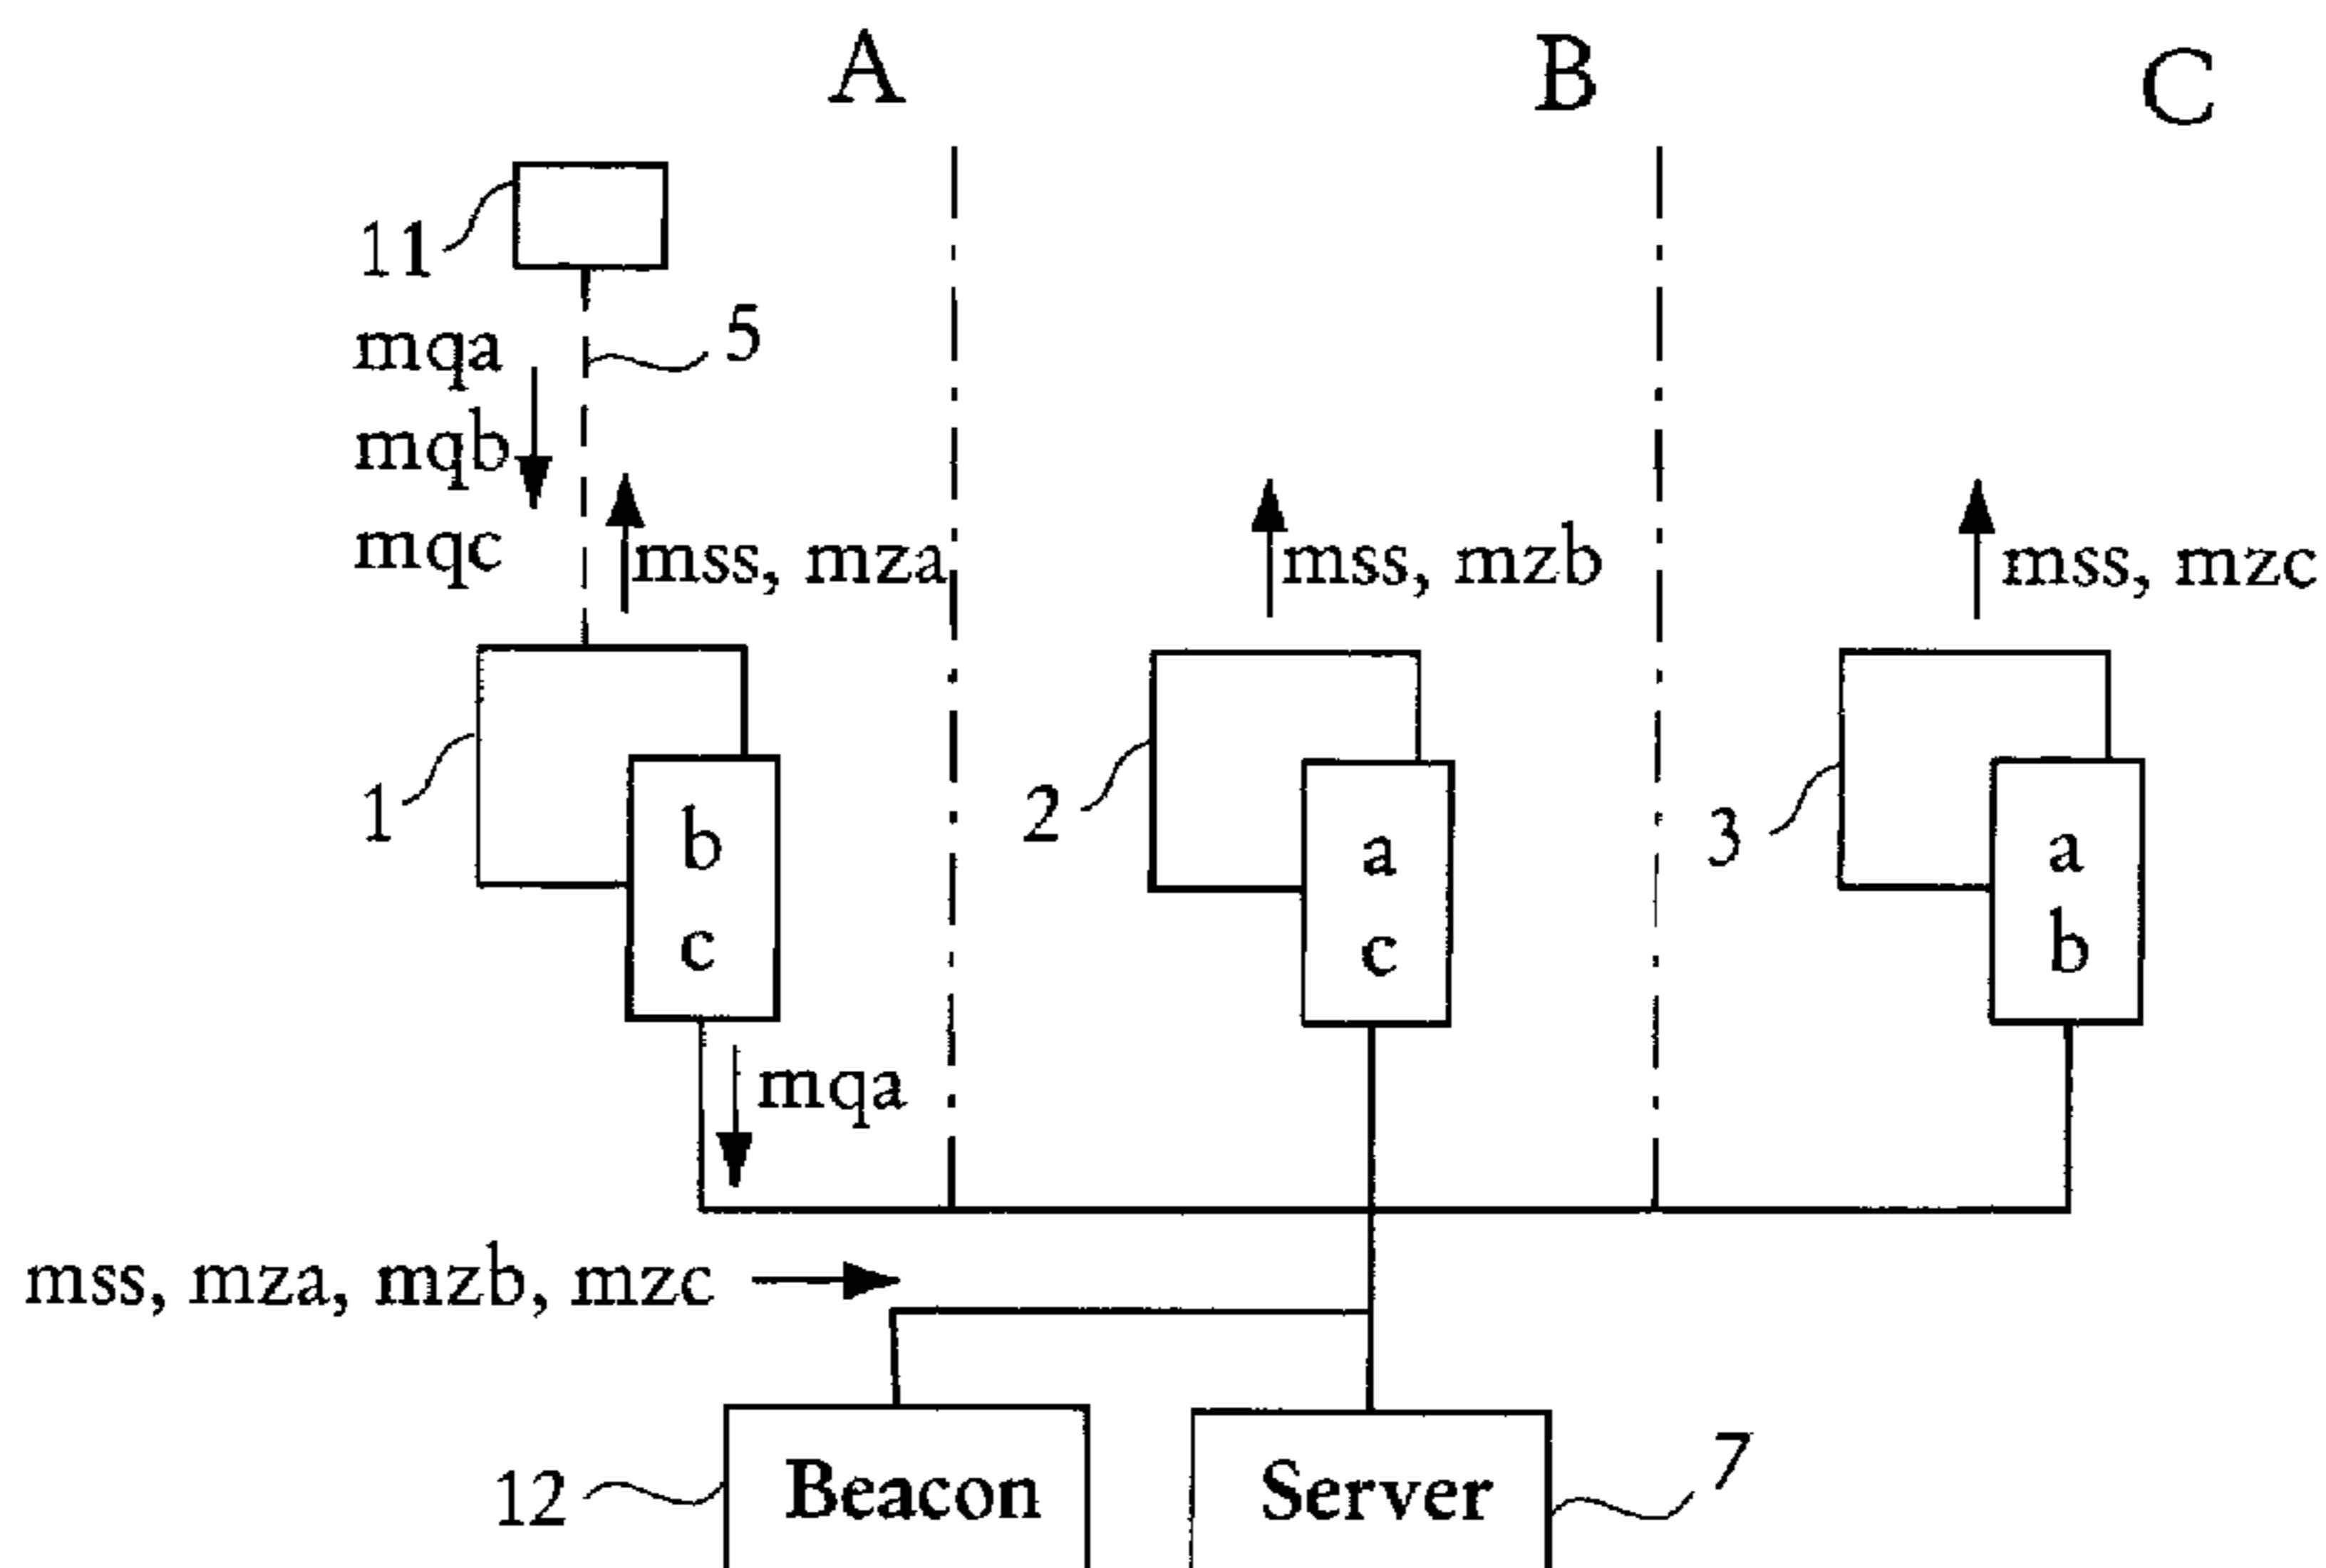 A
B
C
11
mqa
5
mqb
mqc
mss, mza
mss, mzb
mss, mzc
1
b
c
2
a
c
3
a
b
mqa
mss, mza, mzb, mzc
12
Beacon
Server
7